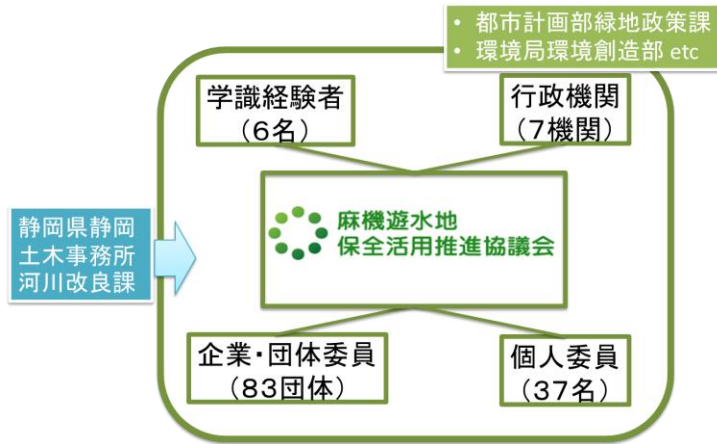 • 都市計画部緑地政策課
• 環境局環境創造部 etc
学識経験者
（6名）
行政機関
（7機関）
静岡県静岡
土木事務所
河川改良課
麻機遊水地
保全活用推進協議会
企業・団体委員
（83団体）
個人委員
（37名）